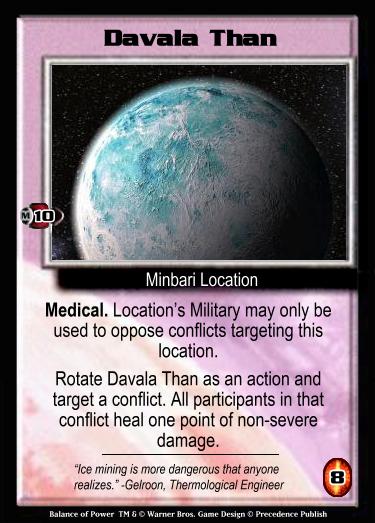 Davala Than
M 10
Minbari Location
Medical. Location's Military may only be
used to oppose conflicts targeting this
location.
Rotate Davala Than as an action and
target a conflict. All participants in that
conflict heal one point of non-severe
damage.
"Ice mining is more dangerous that anyone
realizes." -Gelroon, Thermological Engineer
8
Balance of Power TM & © Warner Bros. Game Design © Precedence Publish